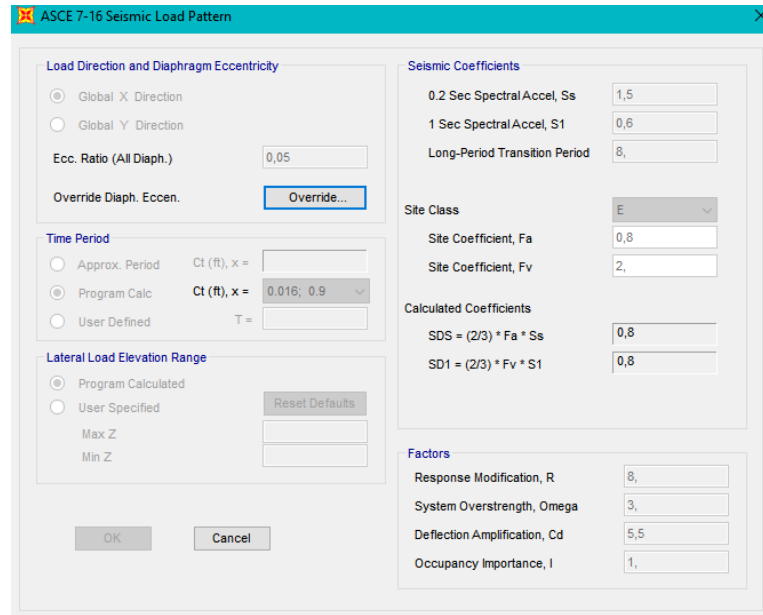 ASCE 7-16 Seismic Load Pattern
Load Direction and Diaphragm Eccentricity
Global X Direction
Global Y Direction
Ecc. Ratio (All Diaph.) 0,05
Override Diaph. Eccen. Override...
Time Period
Approx. Period Ct (ft), x =
Program Calc Ct (ft), x = 0.016; 0.9
User Defined T =
Lateral Load Elevation Range
Program Calculated
User Specified Reset Defaults
Max Z
Min Z
OK Cancel
Seismic Coefficients
0.2 Sec Spectral Accel, Ss 1,5
1 Sec Spectral Accel, S1 0,6
Long-Period Transition Period 8,
Site Class E
Site Coefficient, Fa 0,8
Site Coefficient, Fv 2,
Calculated Coefficients
SDS = (2/3) * Fa * Ss 0,8
SD1 = (2/3) * Fv * S1 0,8
Factors
Response Modification, R 8,
System Overstrength, Omega 3,
Deflection Amplification, Cd 5,5
Occupancy Importance, I 1,